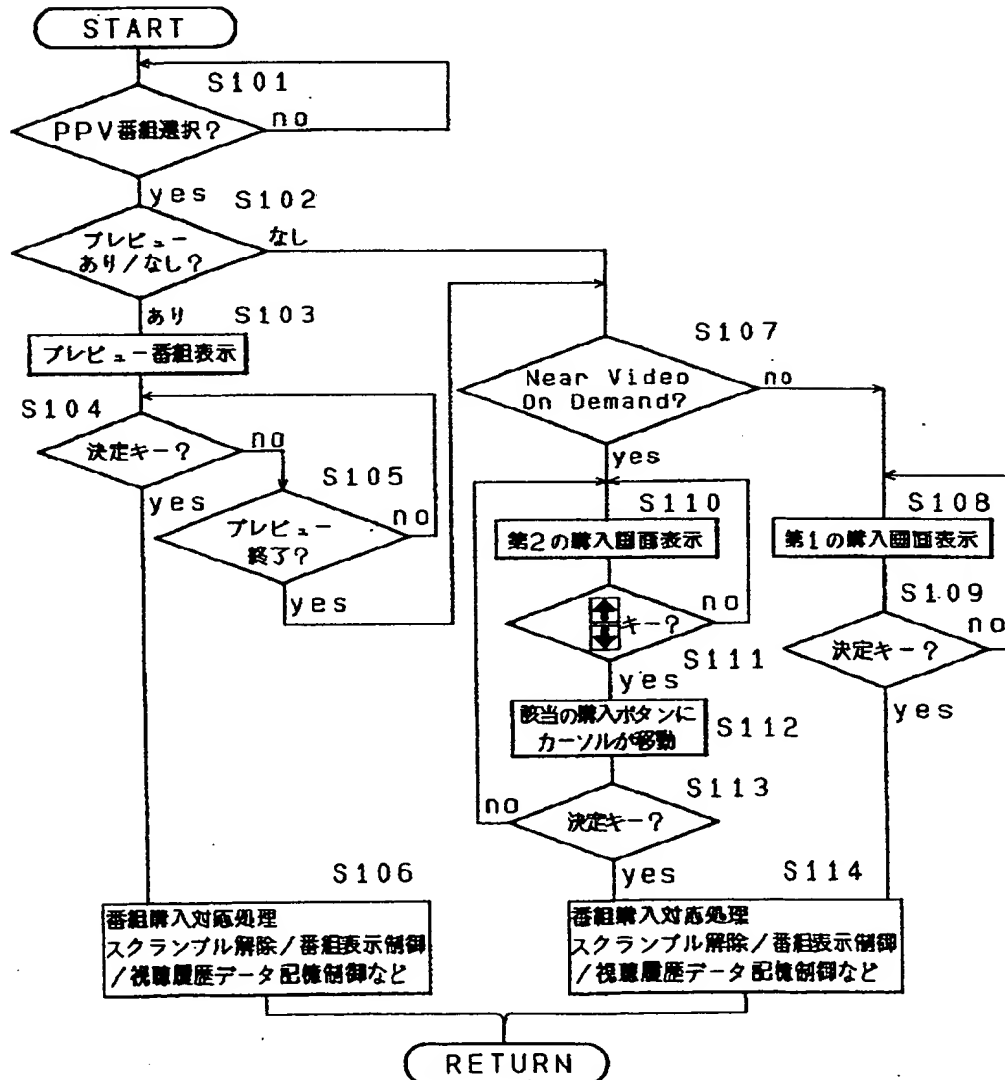 START
S101
PPV番組選択?
no
yes
S102
プレビュー
あり/なし?
なし
あり
S103
プレビュー番組表示
S104
決定キー?
no
yes
S105
プレビュー
終了?
no
yes
S107
Near Video
On Demand?
no
yes
S110
第2の購入画面表示
キー?
no
S111
yes
該当の購入ボタンに
カーソルが移動
S112
S113
no
決定キー?
yes
S108
第1の購入画面表示
S109
no
決定キー?
yes
S106
番組購入対応処理
スクランブル解除/番組表示制御
/視聴履歴データ記憶制御など
S114
番組購入対応処理
スクランブル解除/番組表示制御
/視聴履歴データ記憶制御など
RETURN